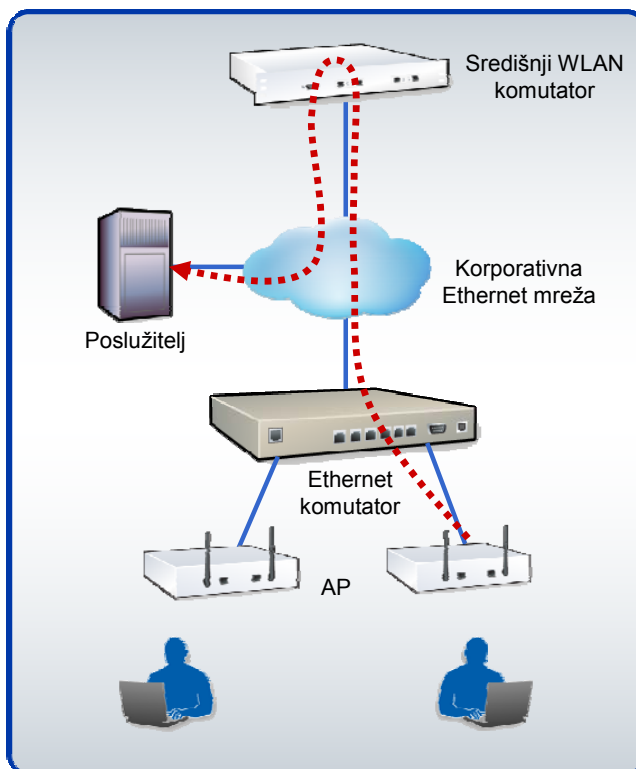 Središnji WLAN
komutator
Korporativna
Ethernet mreža
Poslužitelj
Ethernet
komutator
AP